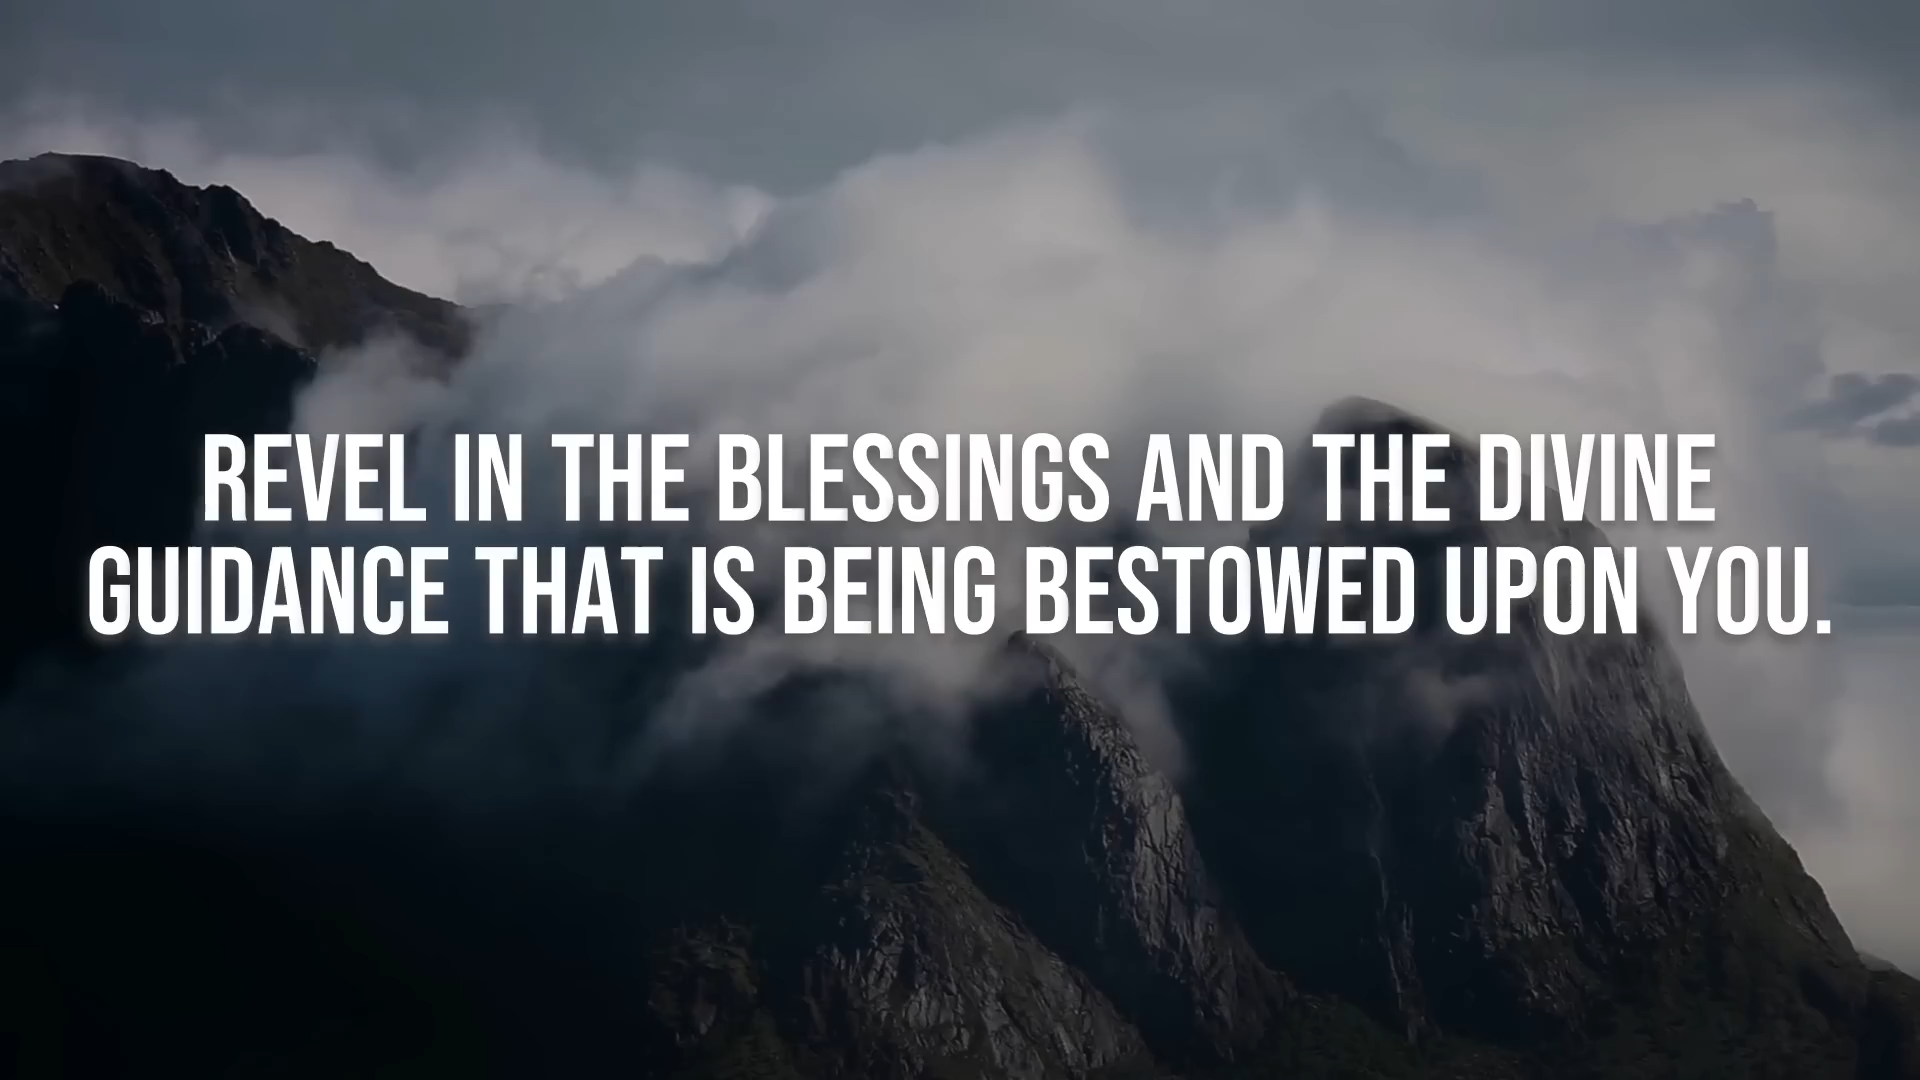 REVEL IN THE BLESSINGS AND THE DIVINE
GUIDANCE THAT IS BEING BESTOWED UPON YOU.